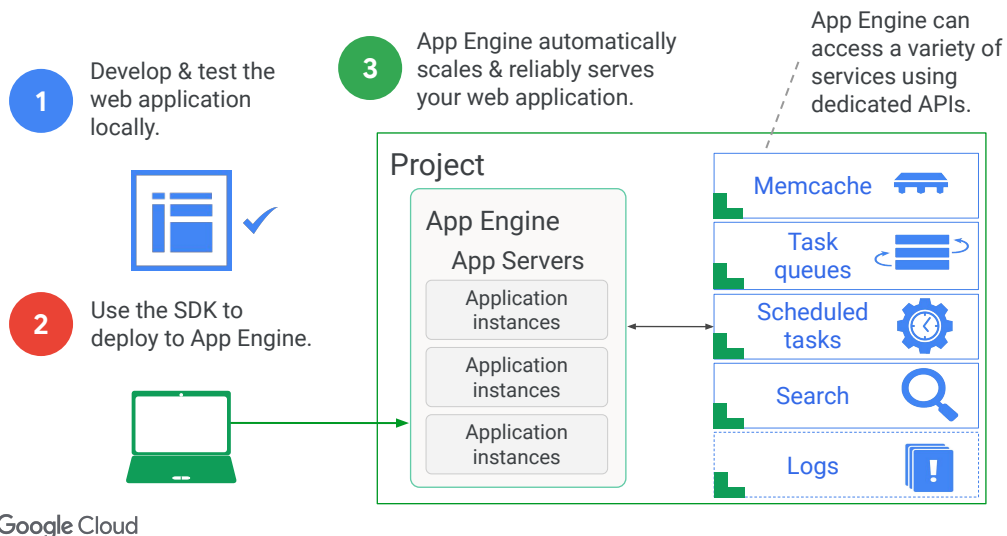 1
Develop & test the
web application
locally.
2
Use the SDK to
deploy to App Engine.
3
App Engine automatically
scales & reliably serves
your web application.
App Engine can
access a variety of
services using
dedicated APIs.
Project
App Engine
App Servers
Application
instances
Application
instances
Application
instances
Memcache
Task
queues
Scheduled
tasks
Search
Logs
!
Google Cloud